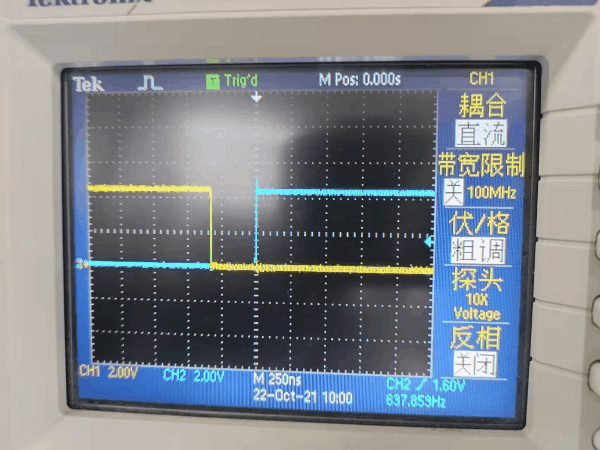 Tektronix
Tek
Trig'd
M Pos: 0.000s
CH1
耦合
直流
带宽限制
关 100MHz
伏/格
粗调
探头
10X
Voltage
反相
关闭
CH1 2.00V
CH2 2.00V
M 250ns
CH2 1.60V
22-Oct-21 10:00
637.853Hz